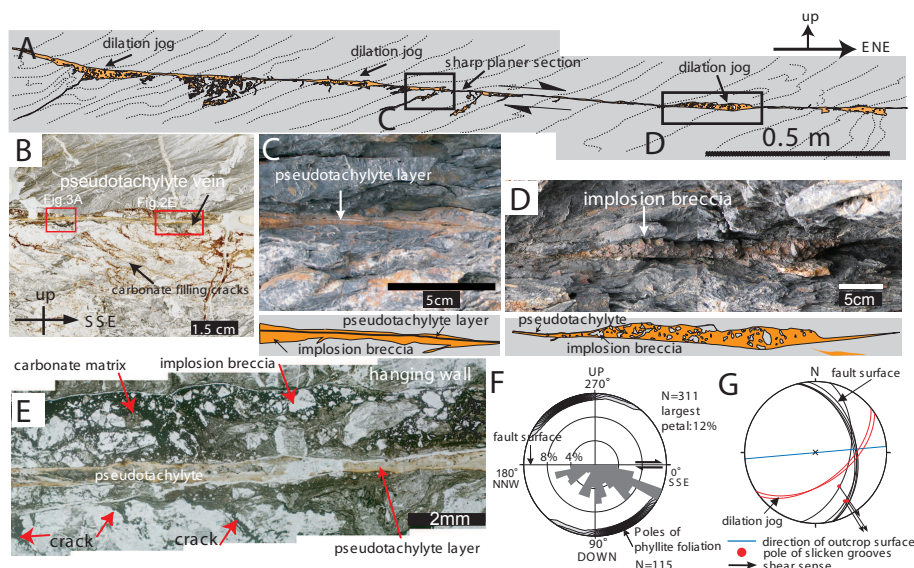 A
dilation jog
dilation jog
sharp planer section
dilation jog
up
ENE
C
D
0.5 m
B
pseudotachylyte vein
Fig.3A
Fig.2E
carbonate filling cracks
up
SSE
1.5 cm
C
pseudotachylyte layer
5cm
pseudotachylyte layer
implosion breccia
D
implosion breccia
5cm
pseudotachylyte
implosion breccia
carbonate matrix
implosion breccia
hanging wall
E
pseudotachylyte
crack
crack
2mm
pseudotachylyte layer
F
UP
270°
N=311
largest
petal:12%
fault surface
8%
4%
180°
NNW
0°
SSE
90°
DOWN
Poles of
phyllite foliation
N=115
G
N
fault surface
dilation jog
direction of outcrop surface
pole of slicken grooves
shear sense